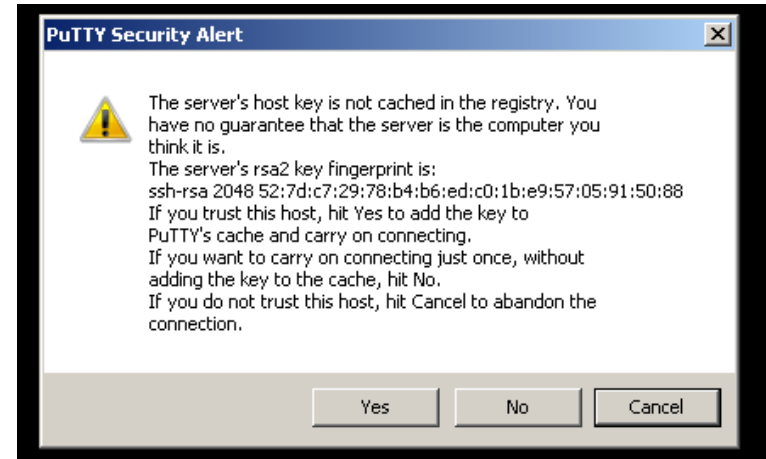 PuTTY Security Alert
The server's host key is not cached in the registry. You
have no guarantee that the server is the computer you
think it is.
The server's rsa2 key fingerprint is:
ssh-rsa 2048 52:7d:c7:29:78:b4:b6:ed:c0:1b:e9:57:05:91:50:88
If you trust this host, hit Yes to add the key to
PuTTY's cache and carry on connecting.
If you want to carry on connecting just once, without
adding the key to the cache, hit No.
If you do not trust this host, hit Cancel to abandon the
connection.
Yes No Cancel